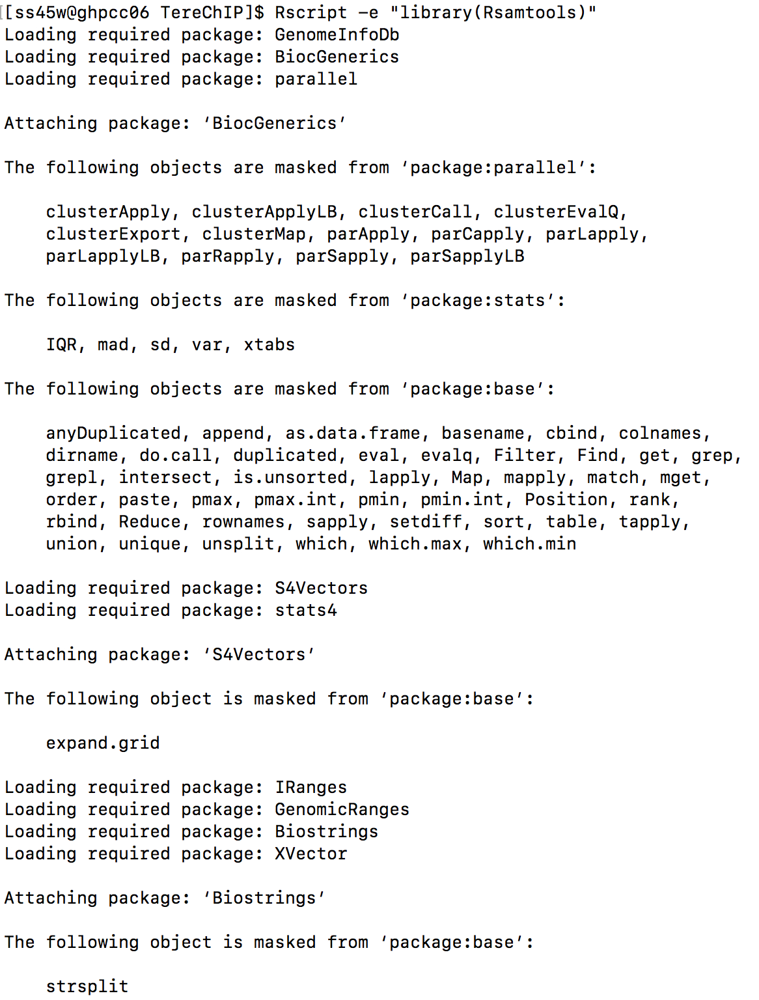 [[ss45w@ghpcc06 TereChIP]$ Rscript -e "library(Rsamtools)"
Loading required package: GenomeInfoDb
Loading required package: BiocGenerics
Loading required package: parallel
Attaching package: ‘BiocGenerics’
The following objects are masked from ‘package:parallel’:
clusterApply, clusterApplyLB, clusterCall, clusterEvalQ,
clusterExport, clusterMap, parApply, parCapply, parLapply,
parLapplyLB, parRapply, parSapply, parSapplyLB
The following objects are masked from ‘package:stats’:
IQR, mad, sd, var, xtabs
The following objects are masked from ‘package:base’:
anyDuplicated, append, as.data.frame, basename, cbind, colnames,
dirname, do.call, duplicated, eval, evalq, Filter, Find, get, grep,
grepl, intersect, is.unsorted, lapply, Map, mapply, match, mget,
order, paste, pmax, pmax.int, pmin, pmin.int, Position, rank,
rbind, Reduce, rownames, sapply, setdiff, sort, table, tapply,
union, unique, unsplit, which, which.max, which.min
Loading required package: S4Vectors
Loading required package: stats4
Attaching package: ‘S4Vectors’
The following object is masked from ‘package:base’:
expand.grid
Loading required package: IRanges
Loading required package: GenomicRanges
Loading required package: Biostrings
Loading required package: XVector
Attaching package: ‘Biostrings’
The following object is masked from ‘package:base’:
strsplit